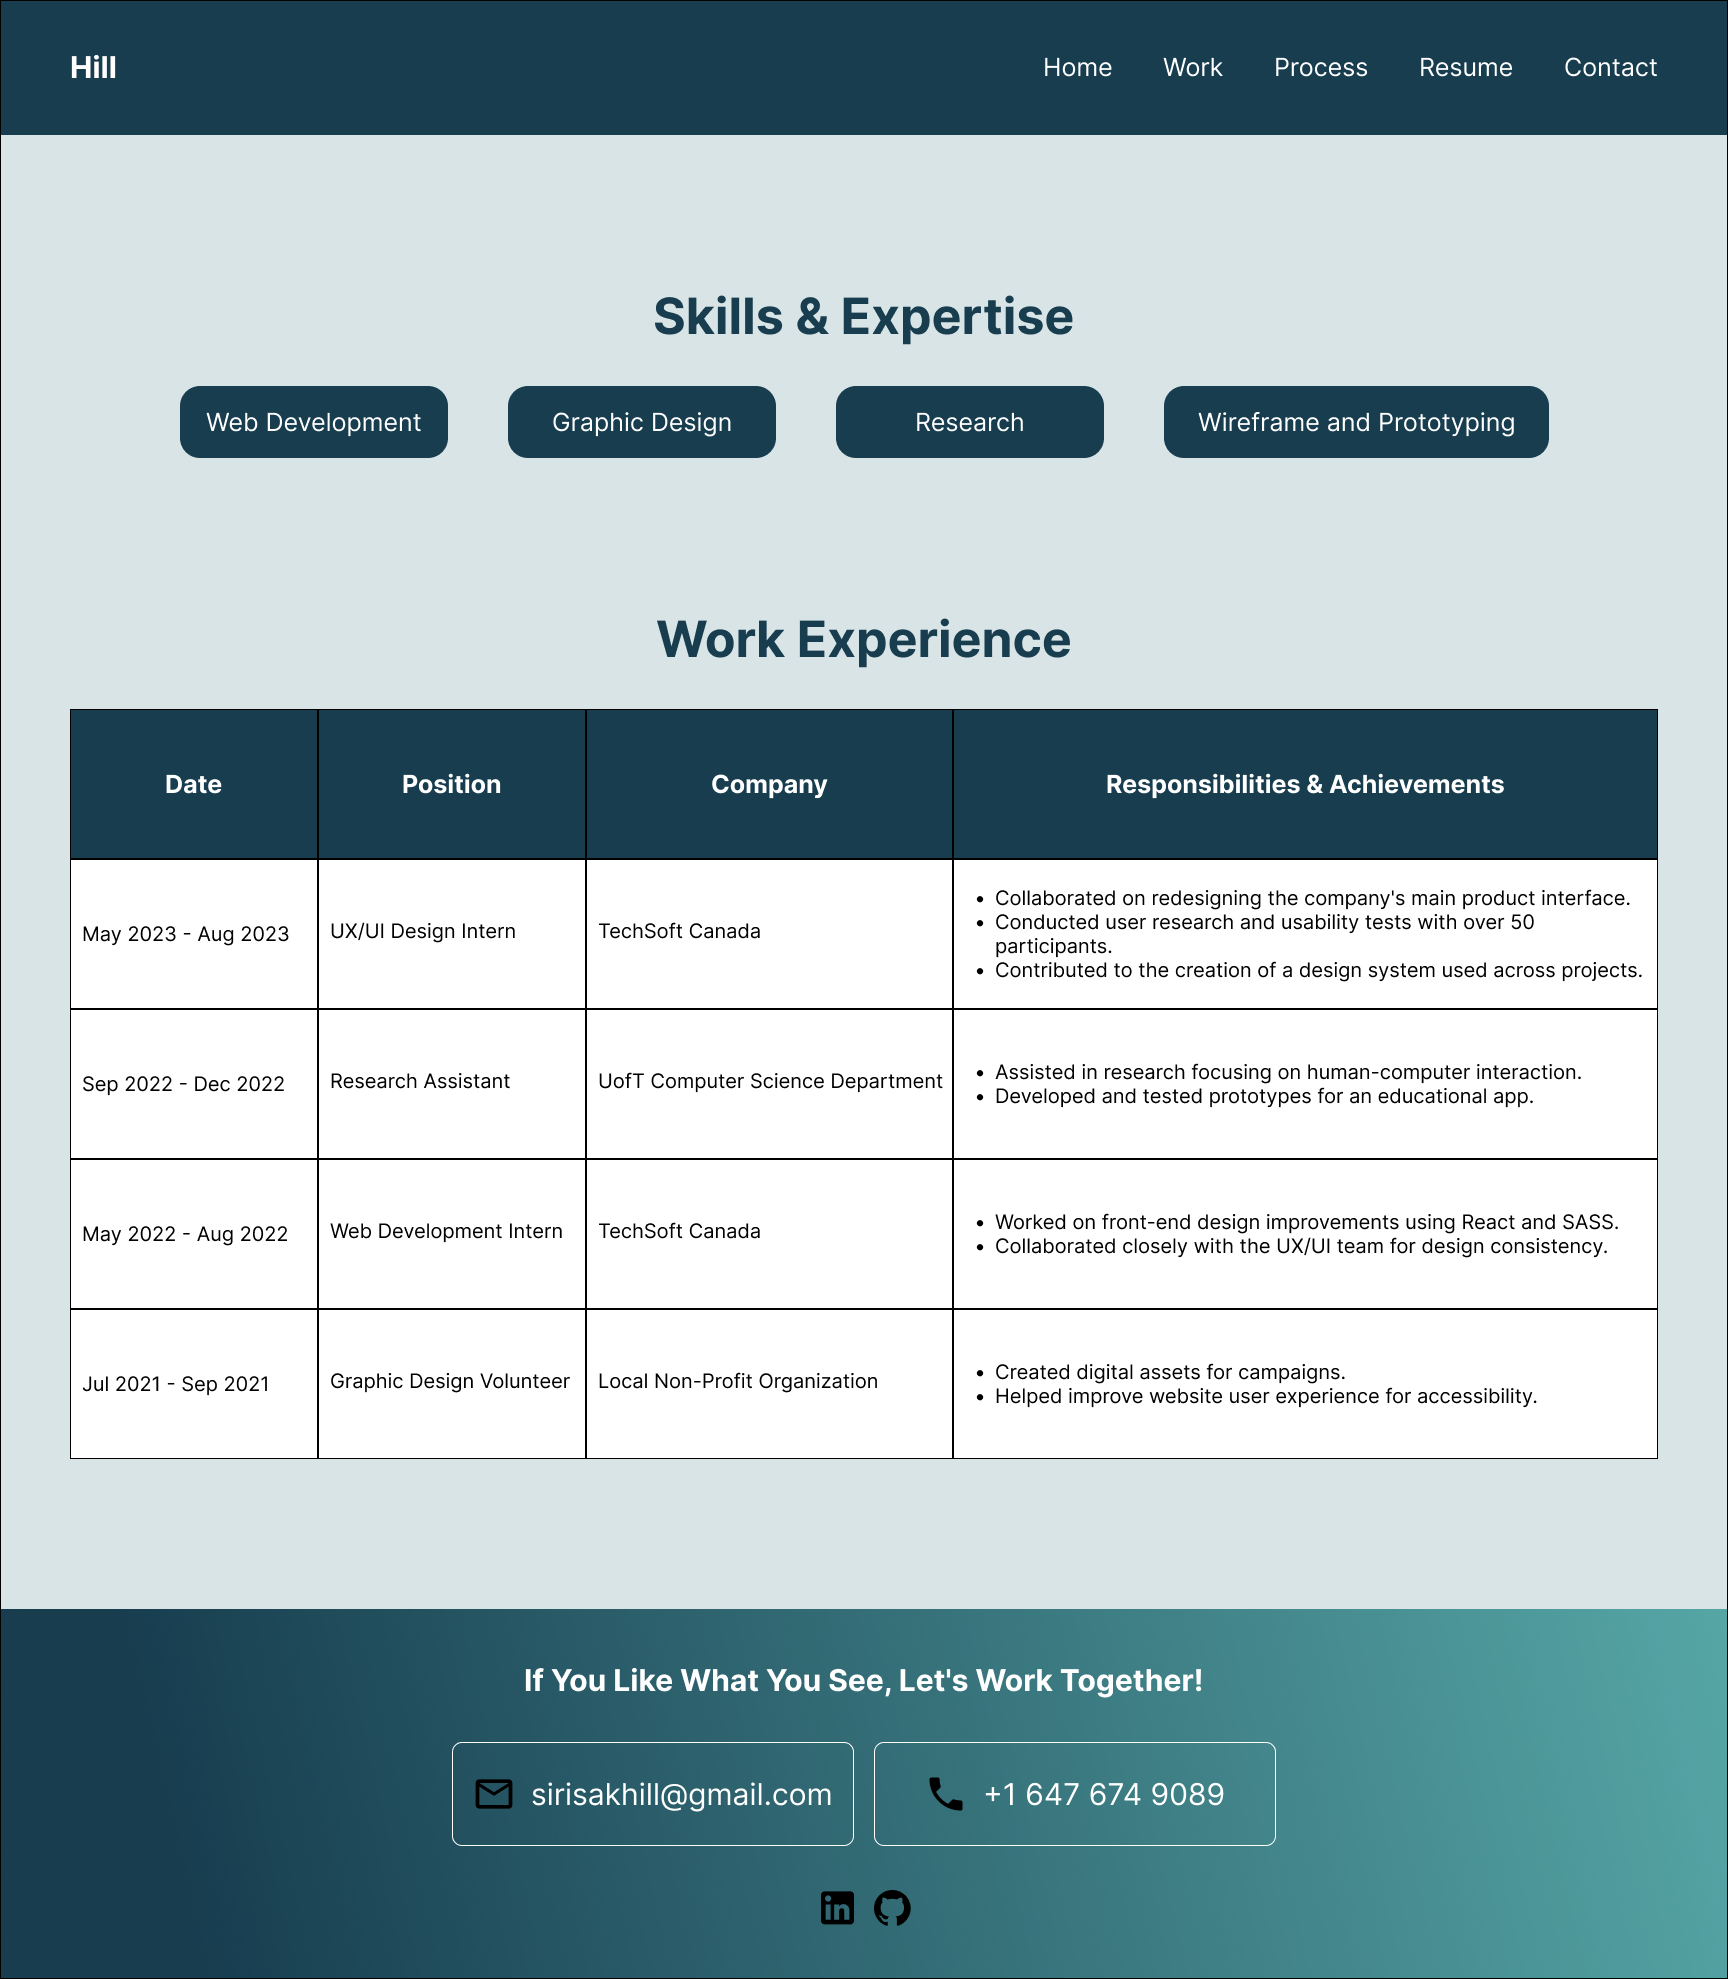 Hill
Home Work Process Resume Contact
Skills & Expertise
Web Development Graphic Design Research Wireframe and Prototyping
Work Experience
Date Position Company Responsibilities & Achievements
May 2023 - Aug 2023 UX/UI Design Intern TechSoft Canada
• Collaborated on redesigning the company's main product interface.
• Conducted user research and usability tests with over 50
participants.
• Contributed to the creation of a design system used across projects.
Sep 2022 - Dec 2022 Research Assistant UofT Computer Science Department
• Assisted in research focusing on human-computer interaction.
• Developed and tested prototypes for an educational app.
May 2022 - Aug 2022 Web Development Intern TechSoft Canada
• Worked on front-end design improvements using React and SASS.
• Collaborated closely with the UX/UI team for design consistency.
Jul 2021 - Sep 2021 Graphic Design Volunteer Local Non-Profit Organization
• Created digital assets for campaigns.
• Helped improve website user experience for accessibility.
If You Like What You See, Let's Work Together!
sirisakhill@gmail.com +1 647 674 9089
in